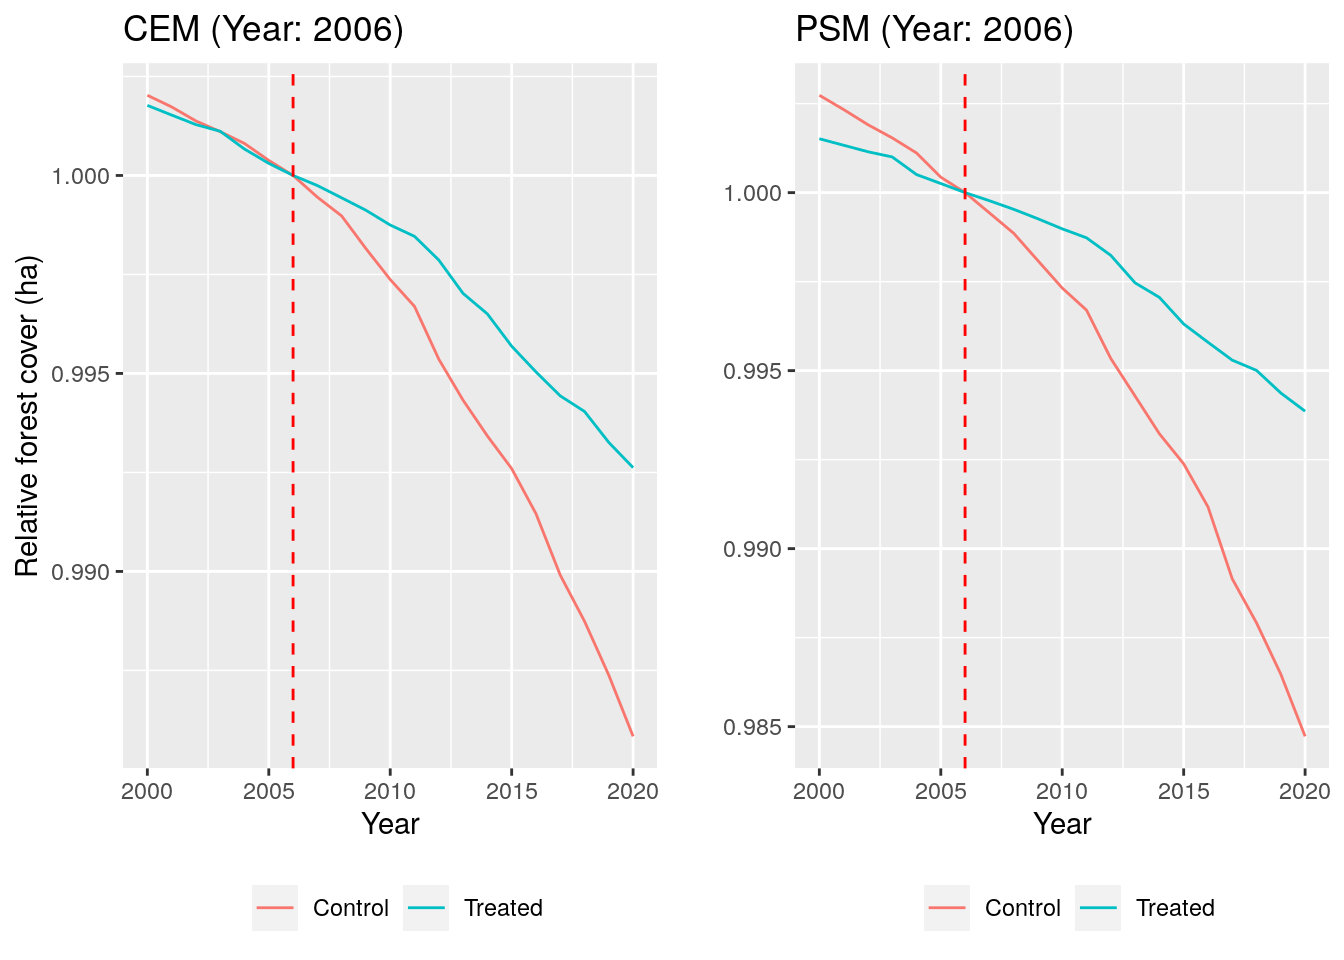 CEM (Year: 2006)
Relative forest cover (ha)
1.000
0.995
0.990
2000 2005 2010 2015 2020
Year
Control Treated
PSM (Year: 2006)
1.000
0.995
0.990
0.985
2000 2005 2010 2015 2020
Year
Control Treated